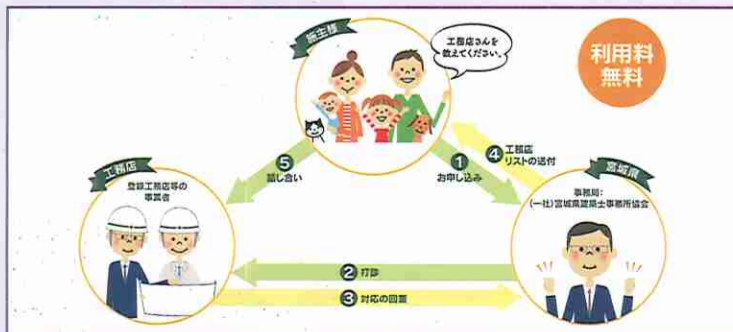 施主様
工務店さんを
教えてください。
利用料
無料
⑤
話し合い
①
お申し込み
④ 工務店
リストの送付
工務店
登録工務店等の
事業者
宮城県
事務局:
(一社)宮城県建築士事務所協会
② 打診
③ 対応の回答